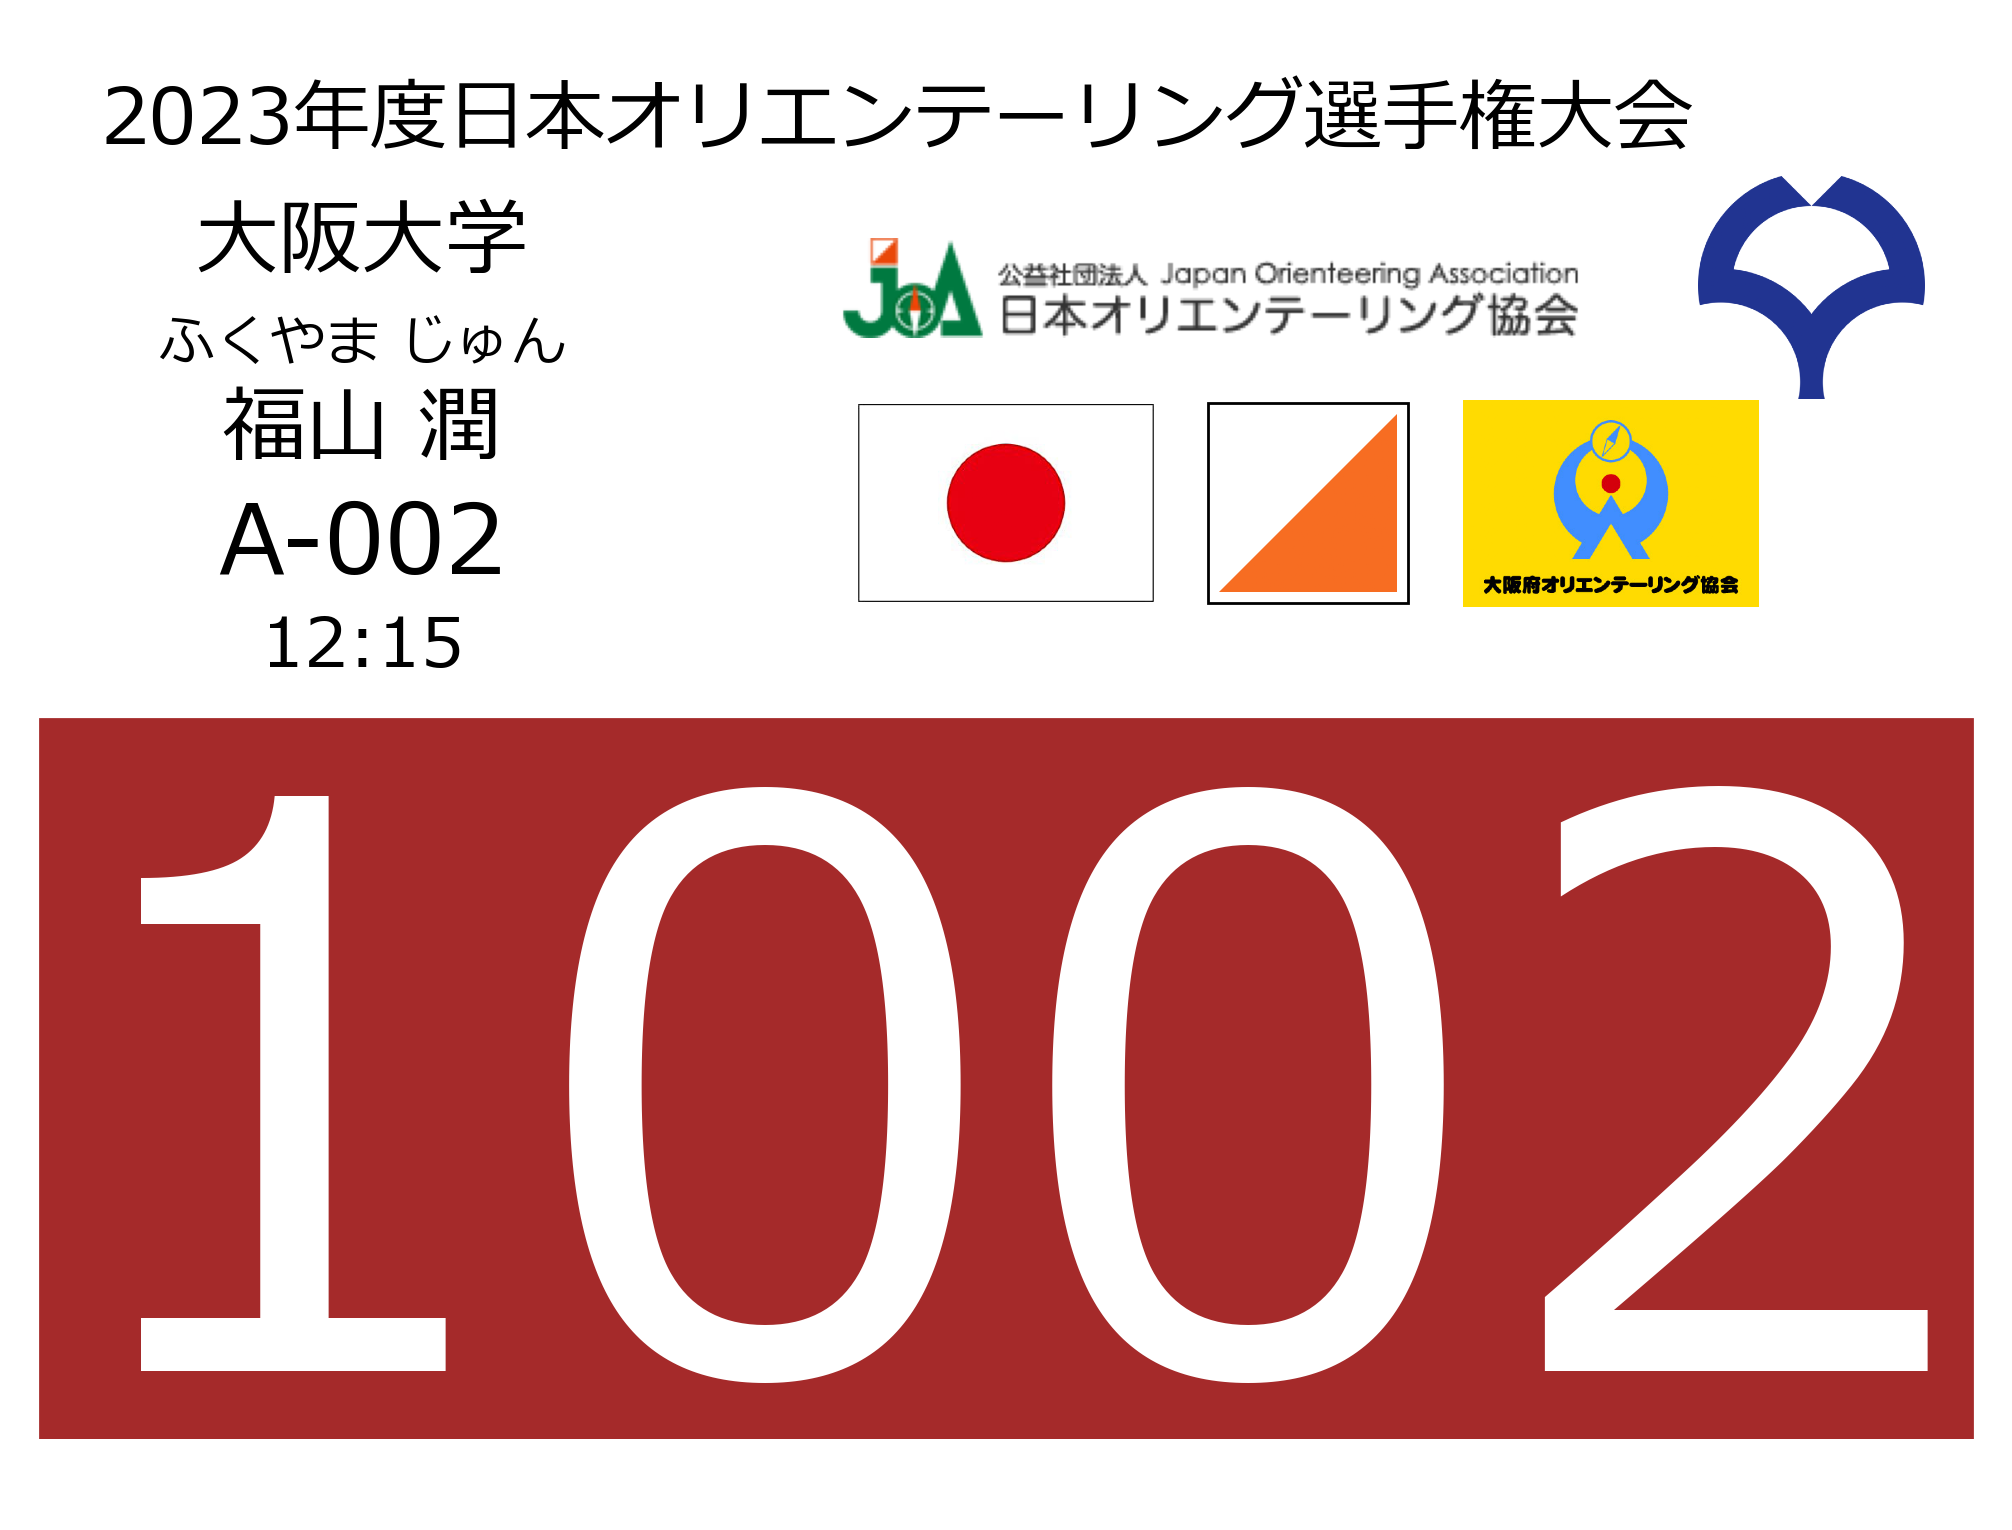 2023年度日本オリエンテーリング選手権大会
大阪大学
ふくやま じゅん
福山 潤
A-002
12:15
JOA
公益社団法人 Japan Orienteering Association
日本オリエンテーリング協会
大阪府オリエンテーリング協会
1002